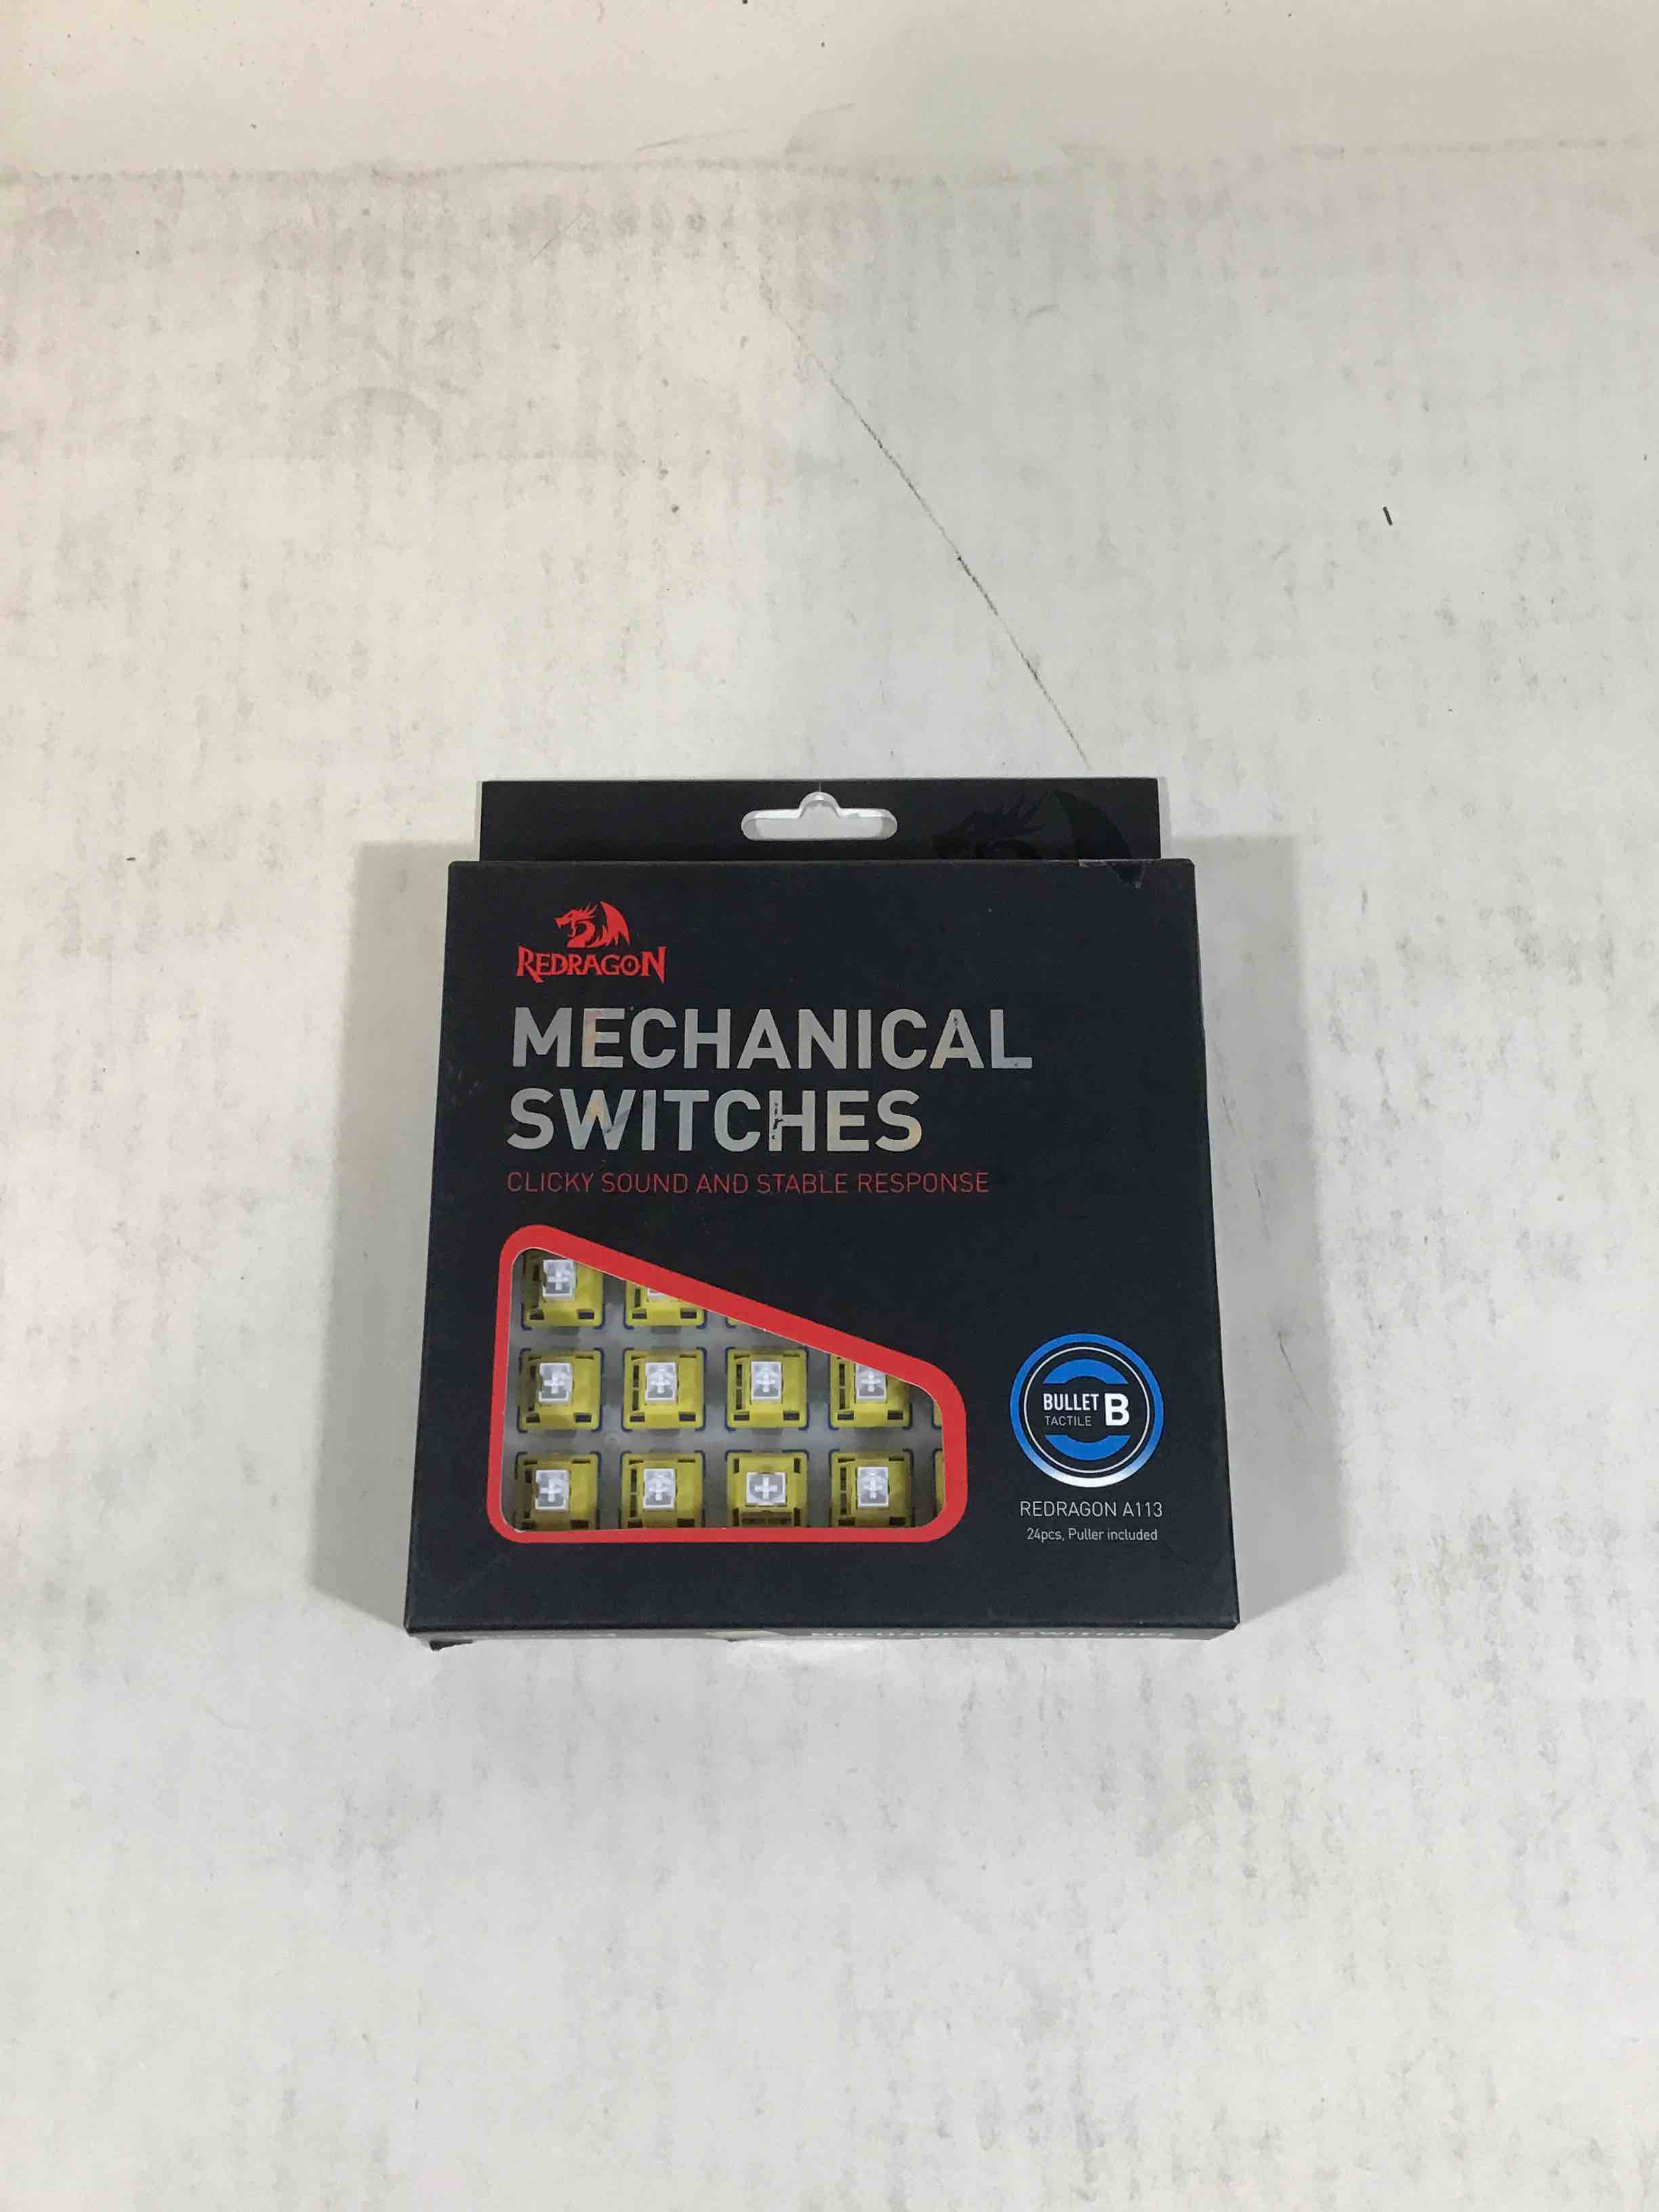 REDRAGON
MECHANICAL
SWITCHES
CLICKY SOUND AND STABLE RESPONSE
BULLET B
TACTILE
REDRAGON A113
24pcs, Puller included